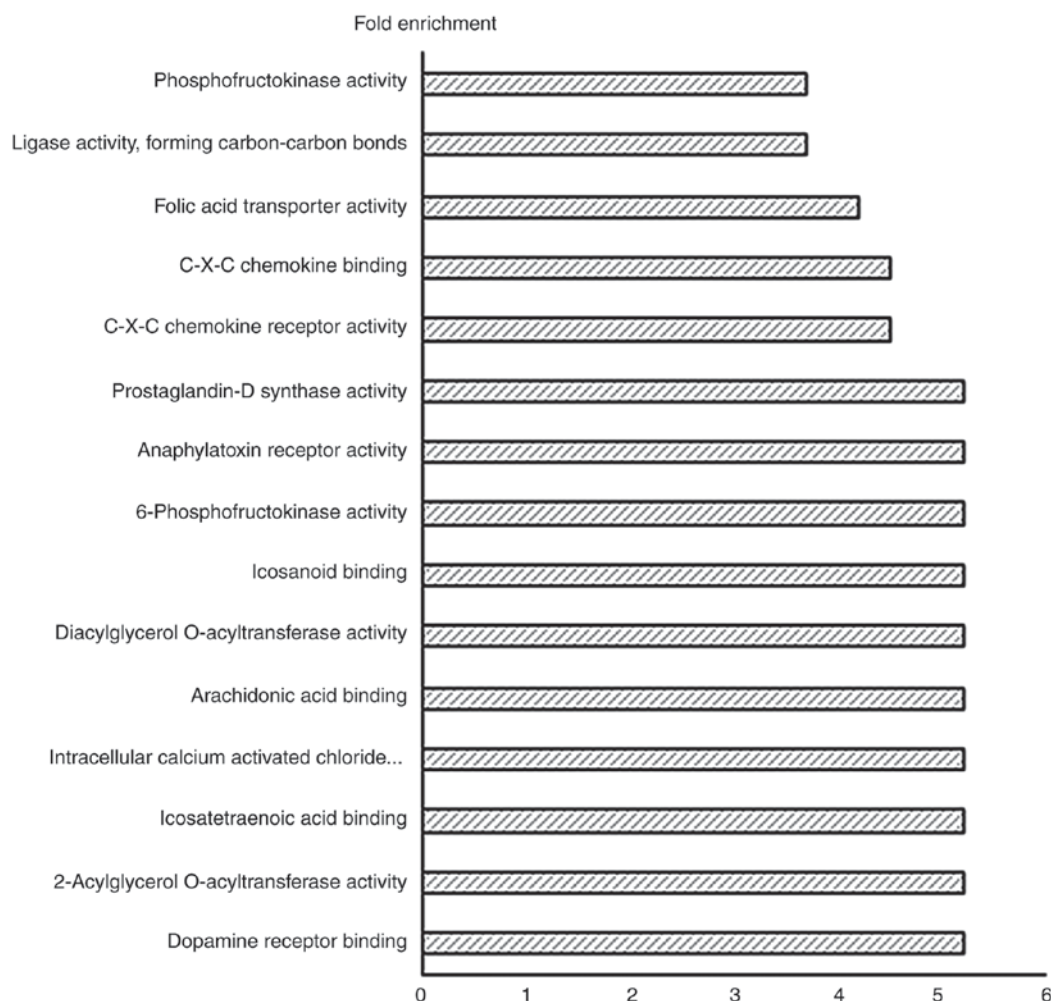 Fold enrichment
Phosphofructokinase activity
Ligase activity, forming carbon-carbon bonds
Folic acid transporter activity
C-X-C chemokine binding
C-X-C chemokine receptor activity
Prostaglandin-D synthase activity
Anaphylatoxin receptor activity
6-Phosphofructokinase activity
Icosanoid binding
Diacylglycerol O-acyltransferase activity
Arachidonic acid binding
Intracellular calcium activated chloride...
Icosatetraenoic acid binding
2-Acylglycerol O-acyltransferase activity
Dopamine receptor binding
0 1 2 3 4 5 6